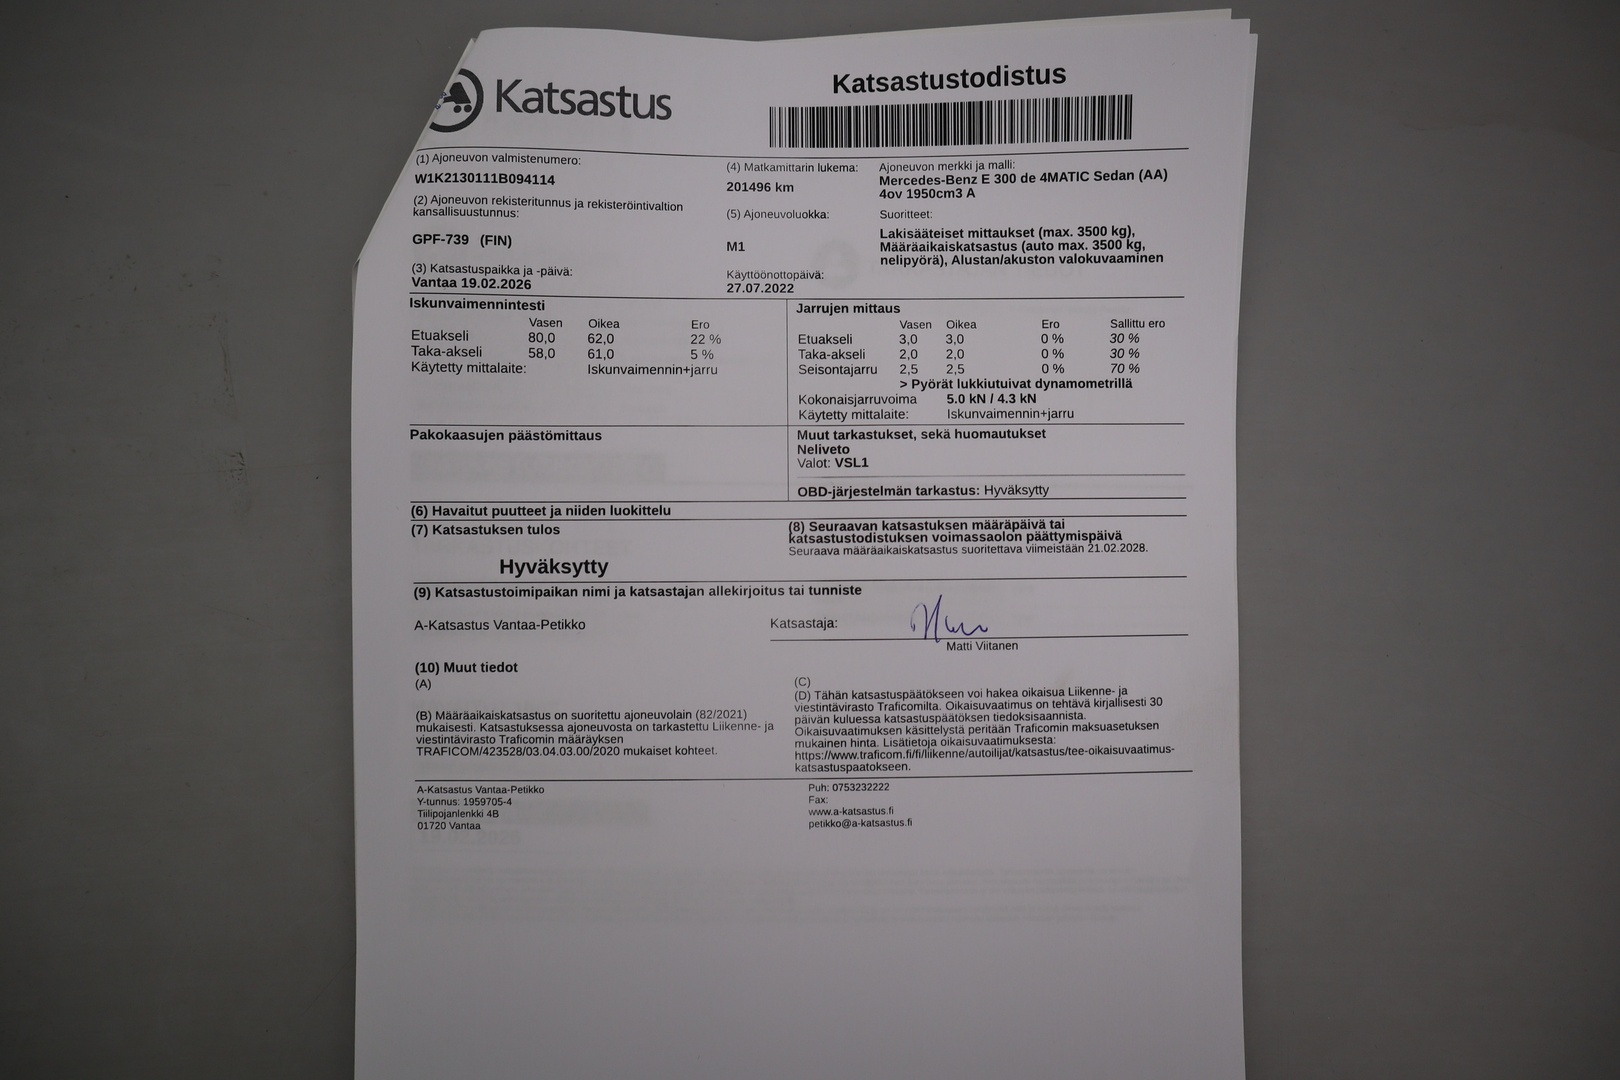 Katsastus
Katsastustodistus
(1) Ajoneuvon valmistenumero:
W1K2130111B094114
(4) Matkamittarin lukema:
201496 km
Ajoneuvon merkki ja malli:
Mercedes-Benz E 300 de 4MATIC Sedan (AA)
4ov 1950cm3 A
(2) Ajoneuvon rekisteritunnus ja rekisteröintivaltion
kansallisuustunnus:
GPF-739 (FIN)
(5) Ajoneuvoluokka:
M1
Suoritteet:
Lakisääteiset mittaukset (max. 3500 kg),
Määräaikaiskatsastus (auto max. 3500 kg,
nelipyörä), Alustan/akuston valokuvaaminen
(3) Katsastuspaikka ja -päivä:
Vantaa 19.02.2026
Käyttöönottopäivä:
27.07.2022
Iskunvaimennintesti
Vasen Oikea Ero
Etuakseli 80,0 62,0 22 %
Taka-akseli 58,0 61,0 5 %
Käytetty mittalaite: Iskunvaimennin+jarru
Jarrujen mittaus
Vasen Oikea Ero Sallittu ero
Etuakseli 3,0 3,0 0 % 30 %
Taka-akseli 2,0 2,0 0 % 30 %
Seisontajarru 2,5 2,5 0 % 70 %
> Pyörät lukkiutuivat dynamometrillä
Kokonaisjarruvoima 5.0 kN / 4.3 kN
Käytetty mittalaite: Iskunvaimennin+jarru
Pakokaasujen päästömittaus
Muut tarkastukset, sekä huomautukset
Neliveto
Valot: VSL1
OBD-järjestelmän tarkastus: Hyväksytty
(6) Havaitut puutteet ja niiden luokittelu
(7) Katsastuksen tulos
Hyväksytty
(8) Seuraavan katsastuksen määräpäivä tai
katsastustodistuksen voimassaolon päättymispäivä
Seuraava määräaikaiskatsastus suoritettava viimeistään 21.02.2028.
(9) Katsastustoimipaikan nimi ja katsastajan allekirjoitus tai tunniste
A-Katsastus Vantaa-Petikko
Katsastaja:
Matti Viitanen
(10) Muut tiedot
(A)
(B) Määräaikaiskatsastus on suoritettu ajoneuvolain (82/2021)
mukaisesti. Katsastuksessa ajoneuvosta on tarkastettu Liikenne- ja
viestintävirasto Traficomin määräyksen
TRAFICOM/423528/03.04.03.00/2020 mukaiset kohteet.
(C)
(D) Tähän katsastuspäätökseen voi hakea oikaisua Liikenne- ja
viestintävirasto Traficomilta. Oikaisuvaatimus on tehtävä kirjallisesti 30
päivän kuluessa katsastuspäätöksen tiedoksisaannista.
Oikaisuvaatimuksen käsittelystä peritään Traficomin maksuasetuksen
mukainen hinta. Lisätietoja oikaisuvaatimuksesta:
https://www.traficom.fi/fi/liikenne/autoilijat/katsastus/tee-oikaisuvaatimus-
katsastuspaatokseen.
A-Katsastus Vantaa-Petikko
Y-tunnus: 1959705-4
Tiilipojanlenkki 4B
01720 Vantaa
Puh: 0753232222
Fax:
www.a-katsastus.fi
petikko@a-katsastus.fi